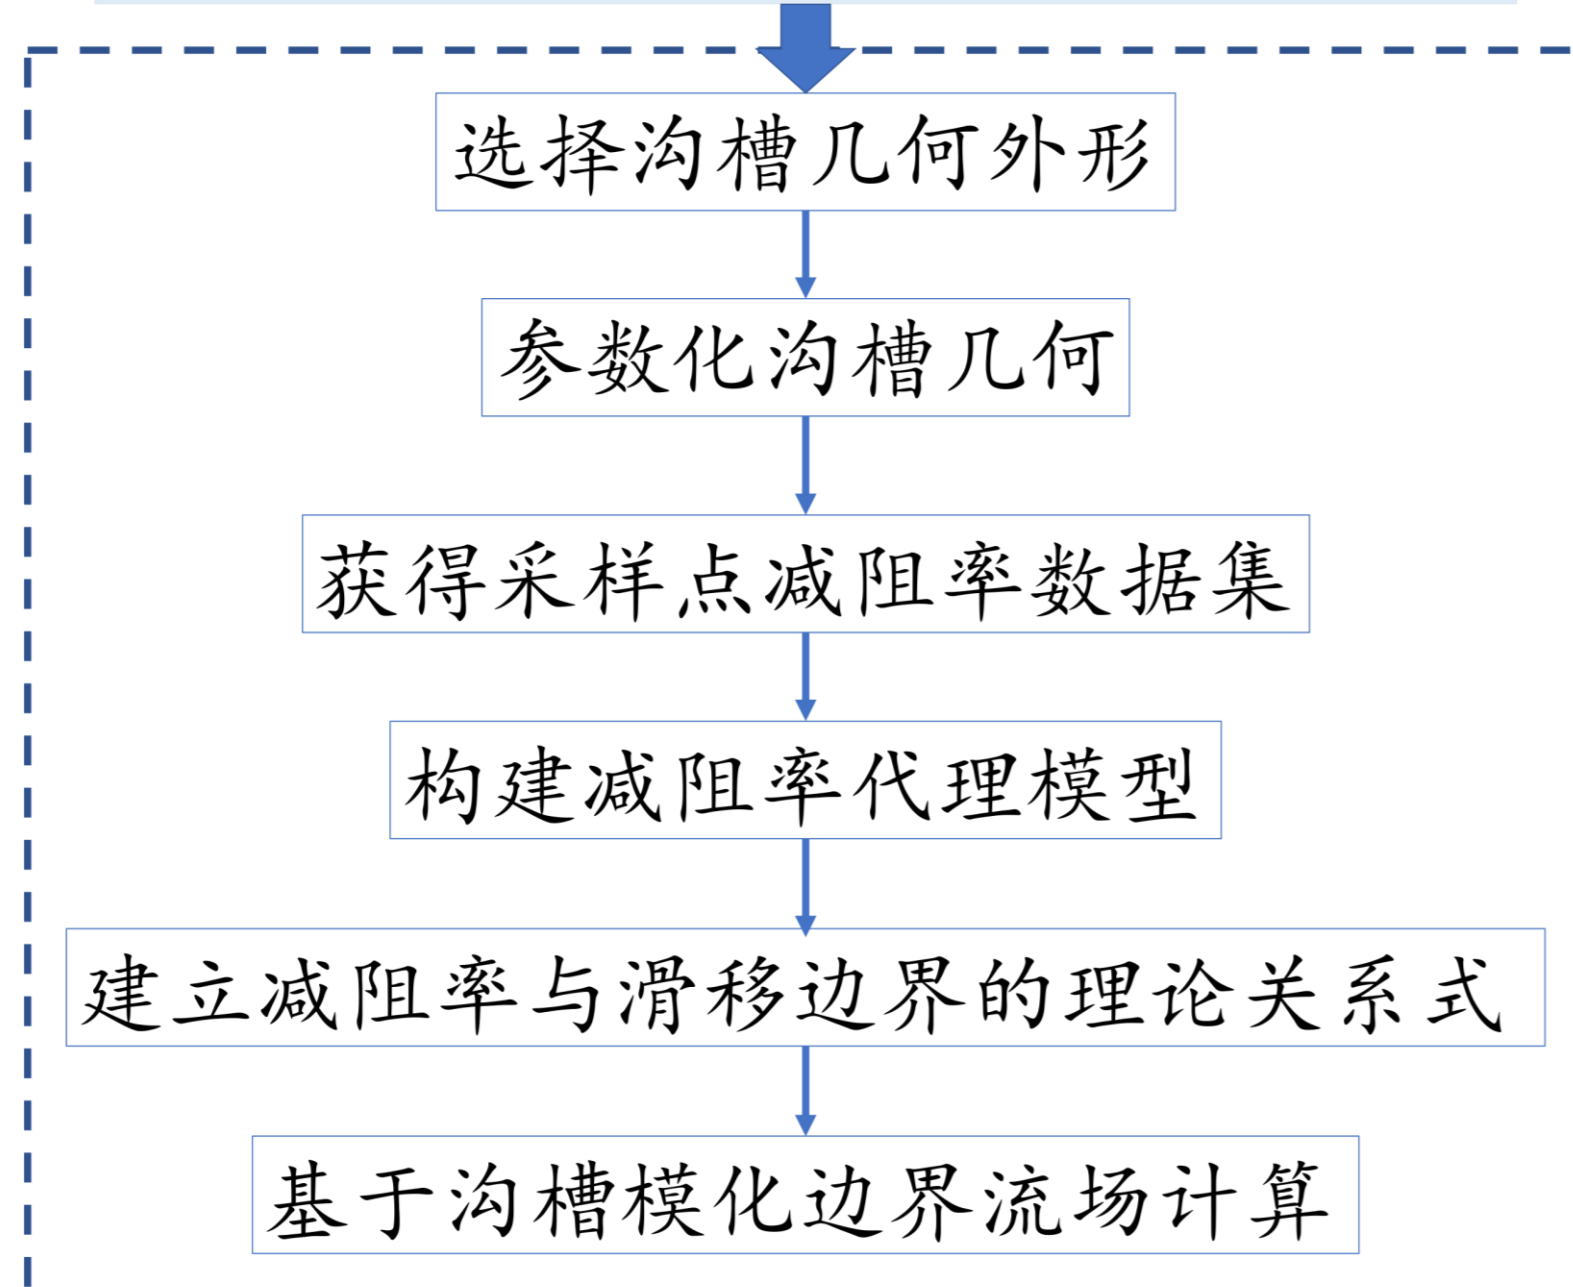 选择沟槽几何外形
参数化沟槽几何
获得采样点减阻率数据集
构建减阻率代理模型
建立减阻率与滑移边界的理论关系式
基于沟槽模化边界流场计算